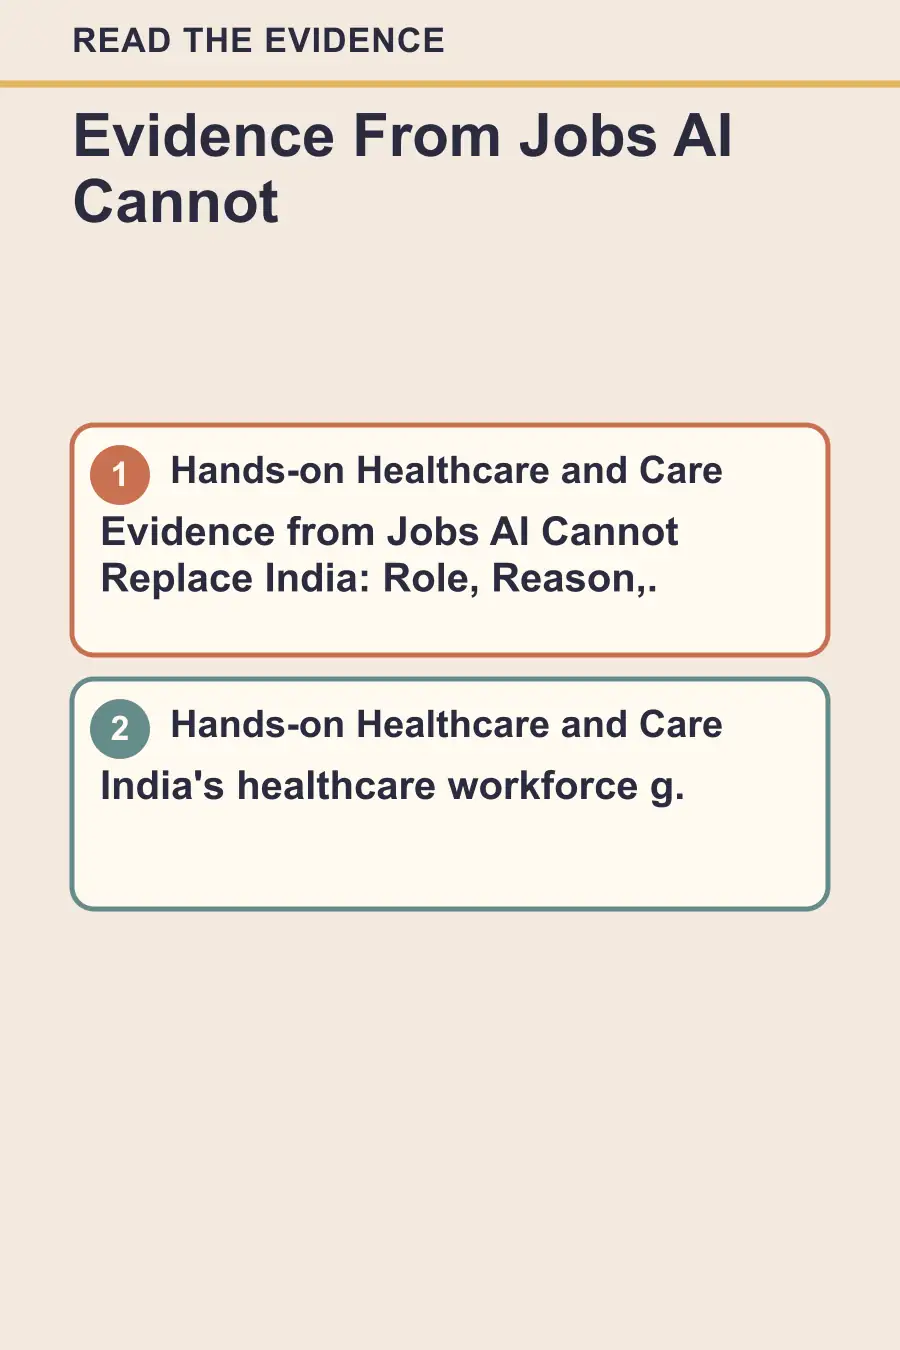 READ THE EVIDENCE
Evidence From Jobs AI
Cannot
1 Hands-on Healthcare and Care
Evidence from Jobs AI Cannot
Replace India: Role, Reason,.
2 Hands-on Healthcare and Care
India's healthcare workforce g.